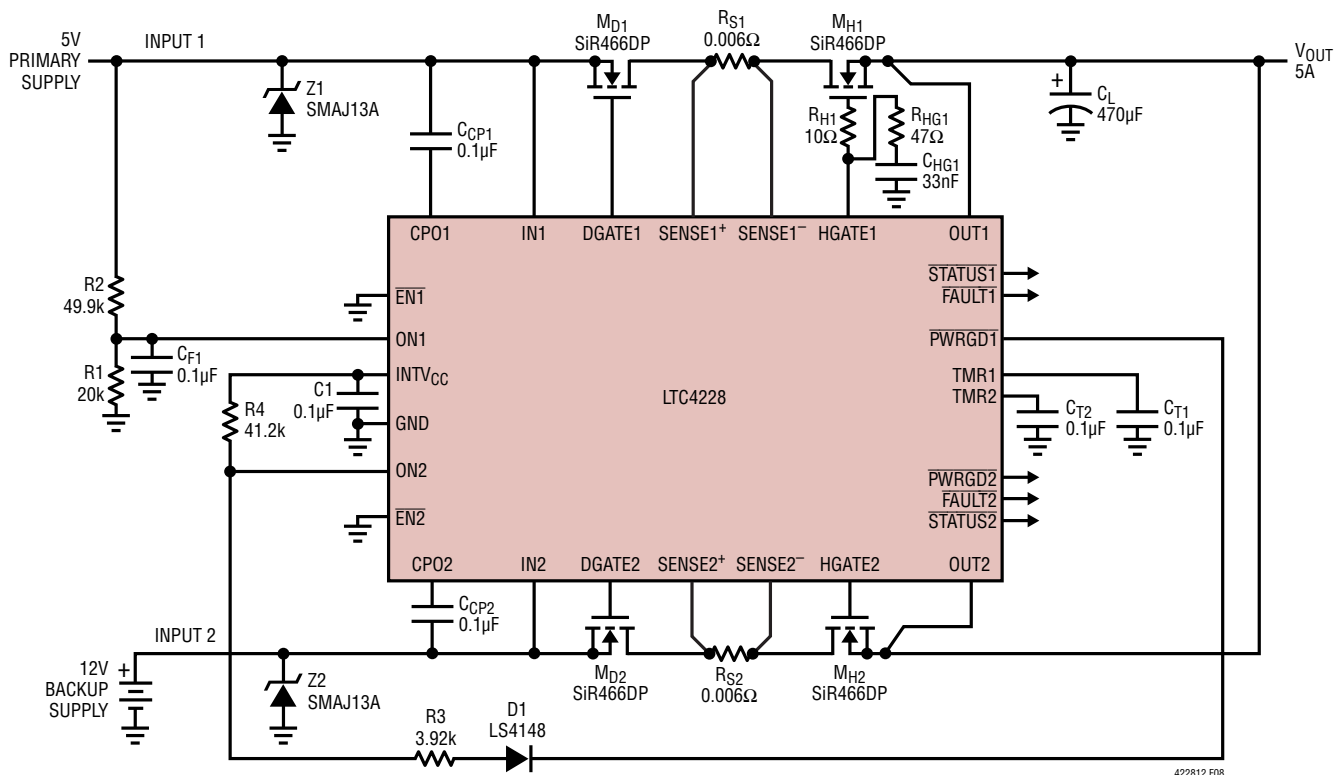 5V
PRIMARY
SUPPLY
INPUT 1
Z1
SMAJ13A
CCP1
0.1µF
MD1
SiR466DP
RS1
0.006Ω
MH1
SiR466DP
RH1
10Ω
RHG1
47Ω
CHG1
33nF
+
CL
470µF
VOUT
5A
CPO1
IN1
DGATE1
SENSE1+
SENSE1–
HGATE1
OUT1
R2
49.9k
R1
20k
CF1
0.1µF
R4
41.2k
C1
0.1µF
EN1
ON1
INTVCC
GND
ON2
EN2
LTC4228
STATUS1
FAULT1
PWRGD1
TMR1
TMR2
PWRGD2
FAULT2
STATUS2
CT2
0.1µF
CT1
0.1µF
CPO2
IN2
DGATE2
SENSE2+
SENSE2–
HGATE2
OUT2
CCP2
0.1µF
INPUT 2
12V
BACKUP
SUPPLY
+
Z2
SMAJ13A
MD2
SiR466DP
RS2
0.006Ω
MH2
SiR466DP
R3
3.92k
D1
LS4148
422812 F08